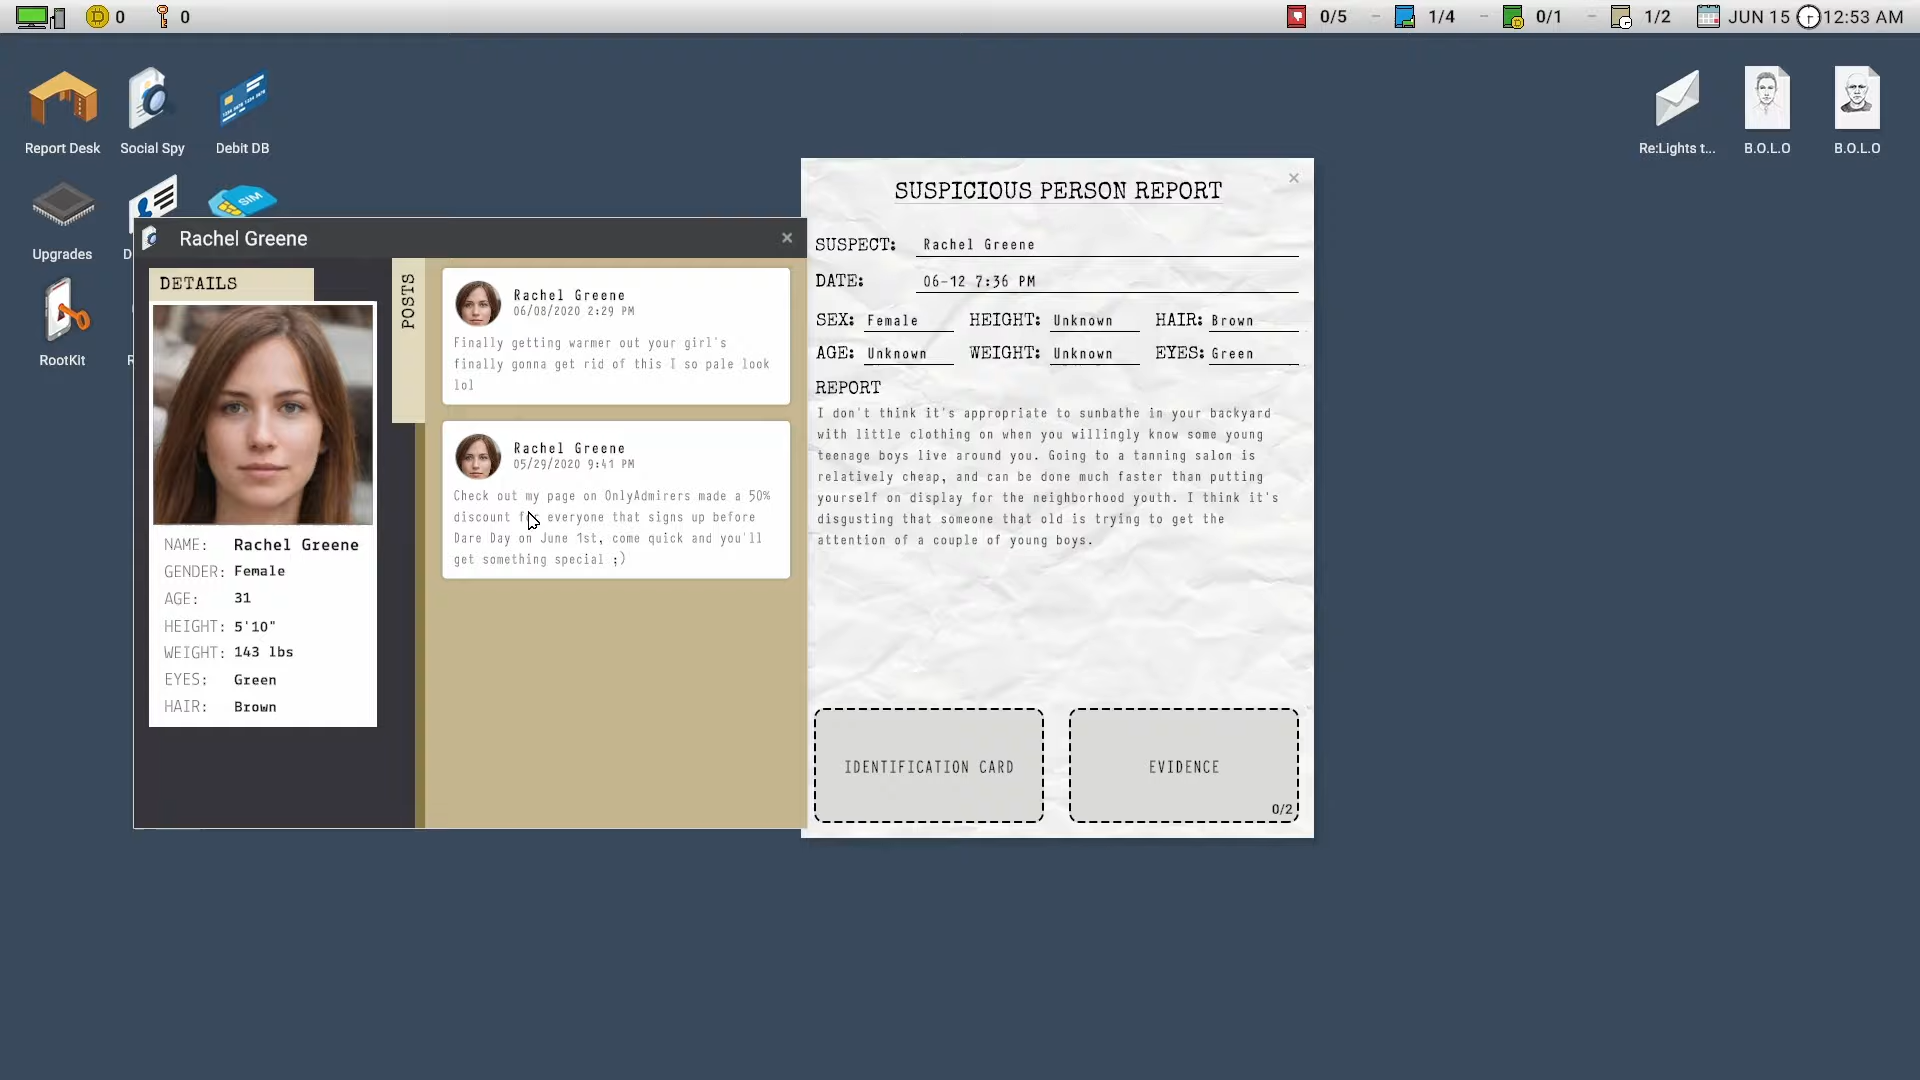 0
0
0/5
1/4
0/1
1/2
JUN 15
12:53 AM
Report Desk
Social Spy
Debit DB
Re:Lights t...
B.O.L.O
B.O.L.O
SIM
Upgrades
D
RootKit
R
Rachel Greene
DETAILS
POSTS
NAME: Rachel Greene
GENDER: Female
AGE: 31
HEIGHT: 5'10"
WEIGHT: 143 lbs
EYES: Green
HAIR: Brown
Rachel Greene
06/08/2020 2:29 PM
Finally getting warmer out your girl's
finally gonna get rid of this I so pale look
lol
Rachel Greene
05/29/2020 9:41 PM
Check out my page on OnlyAdmirers made a 50%
discount for everyone that signs up before
Dare Day on June 1st, come quick and you'll
get something special ;)
SUSPICIOUS PERSON REPORT
SUSPECT: Rachel Greene
DATE: 06-12 7:36 PM
SEX: Female HEIGHT: Unknown HAIR: Brown
AGE: Unknown WEIGHT: Unknown EYES: Green
REPORT
I don't think it's appropriate to sunbathe in your backyard
with little clothing on when you willingly know some young
teenage boys live around you. Going to a tanning salon is
relatively cheap, and can be done much faster than putting
yourself on display for the neighborhood youth. I think it's
disgusting that someone that old is trying to get the
attention of a couple of young boys.
IDENTIFICATION CARD
EVIDENCE
0/2